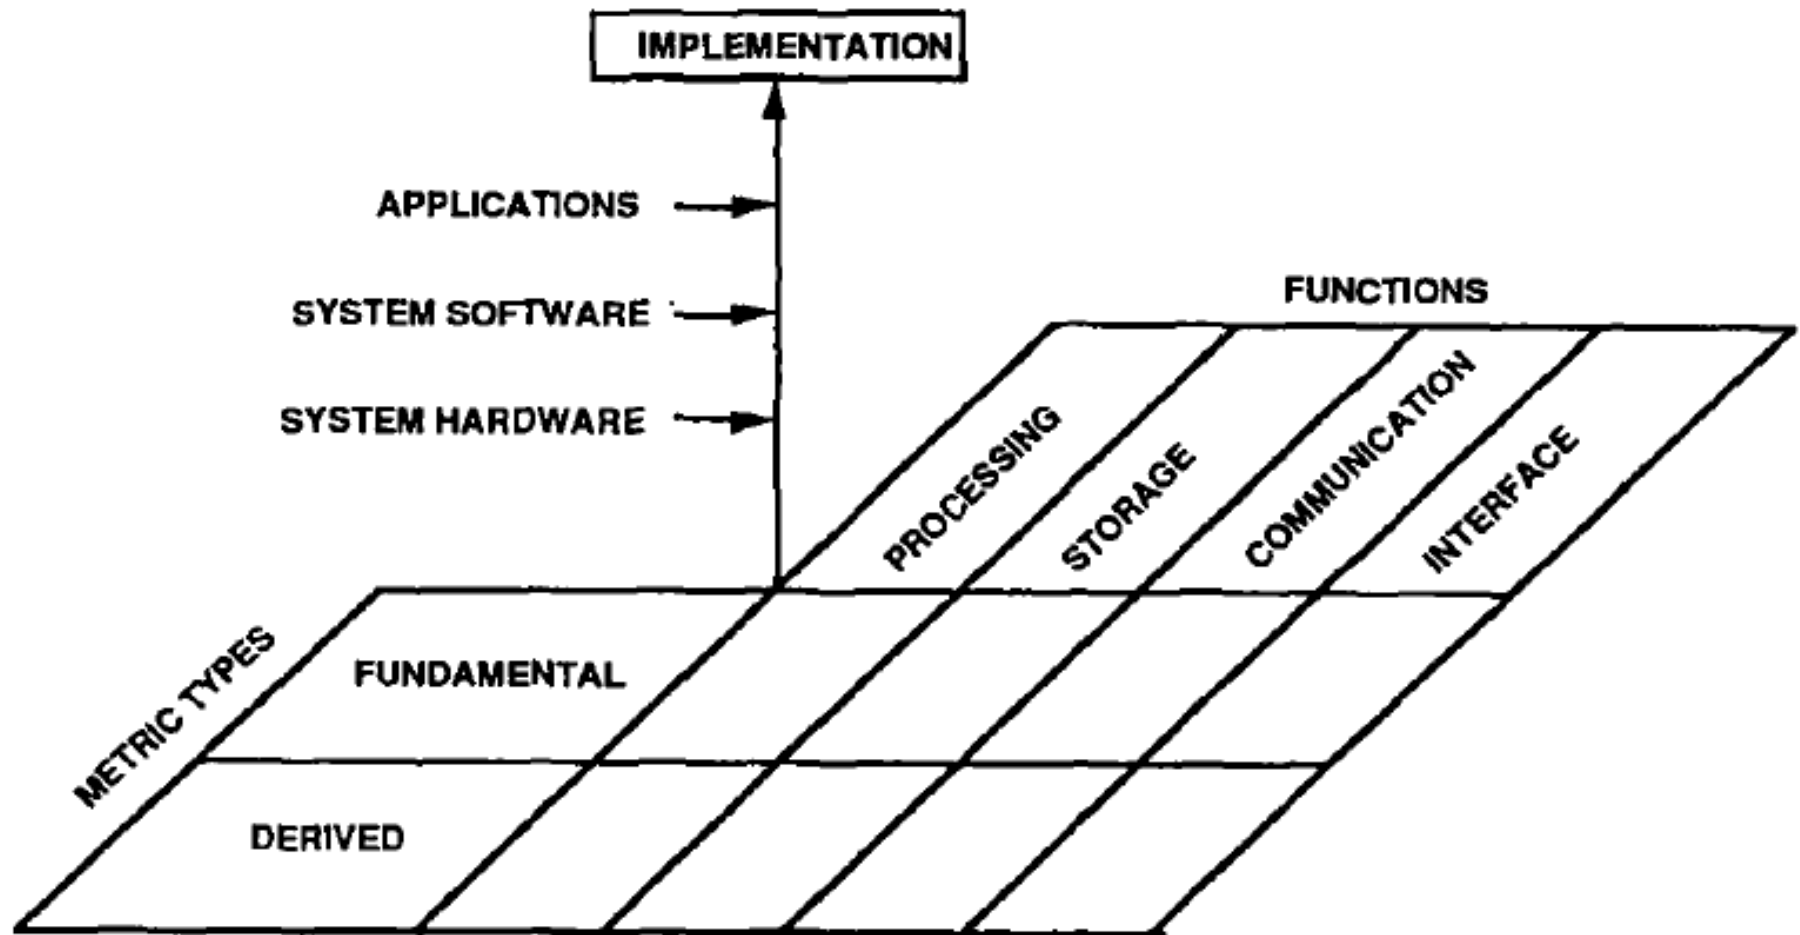 IMPLEMENTATION
APPLICATIONS
SYSTEM SOFTWARE
SYSTEM HARDWARE
FUNCTIONS
PROCESSING
STORAGE
COMMUNICATION
INTERFACE
METRIC TYPES
FUNDAMENTAL
DERIVED